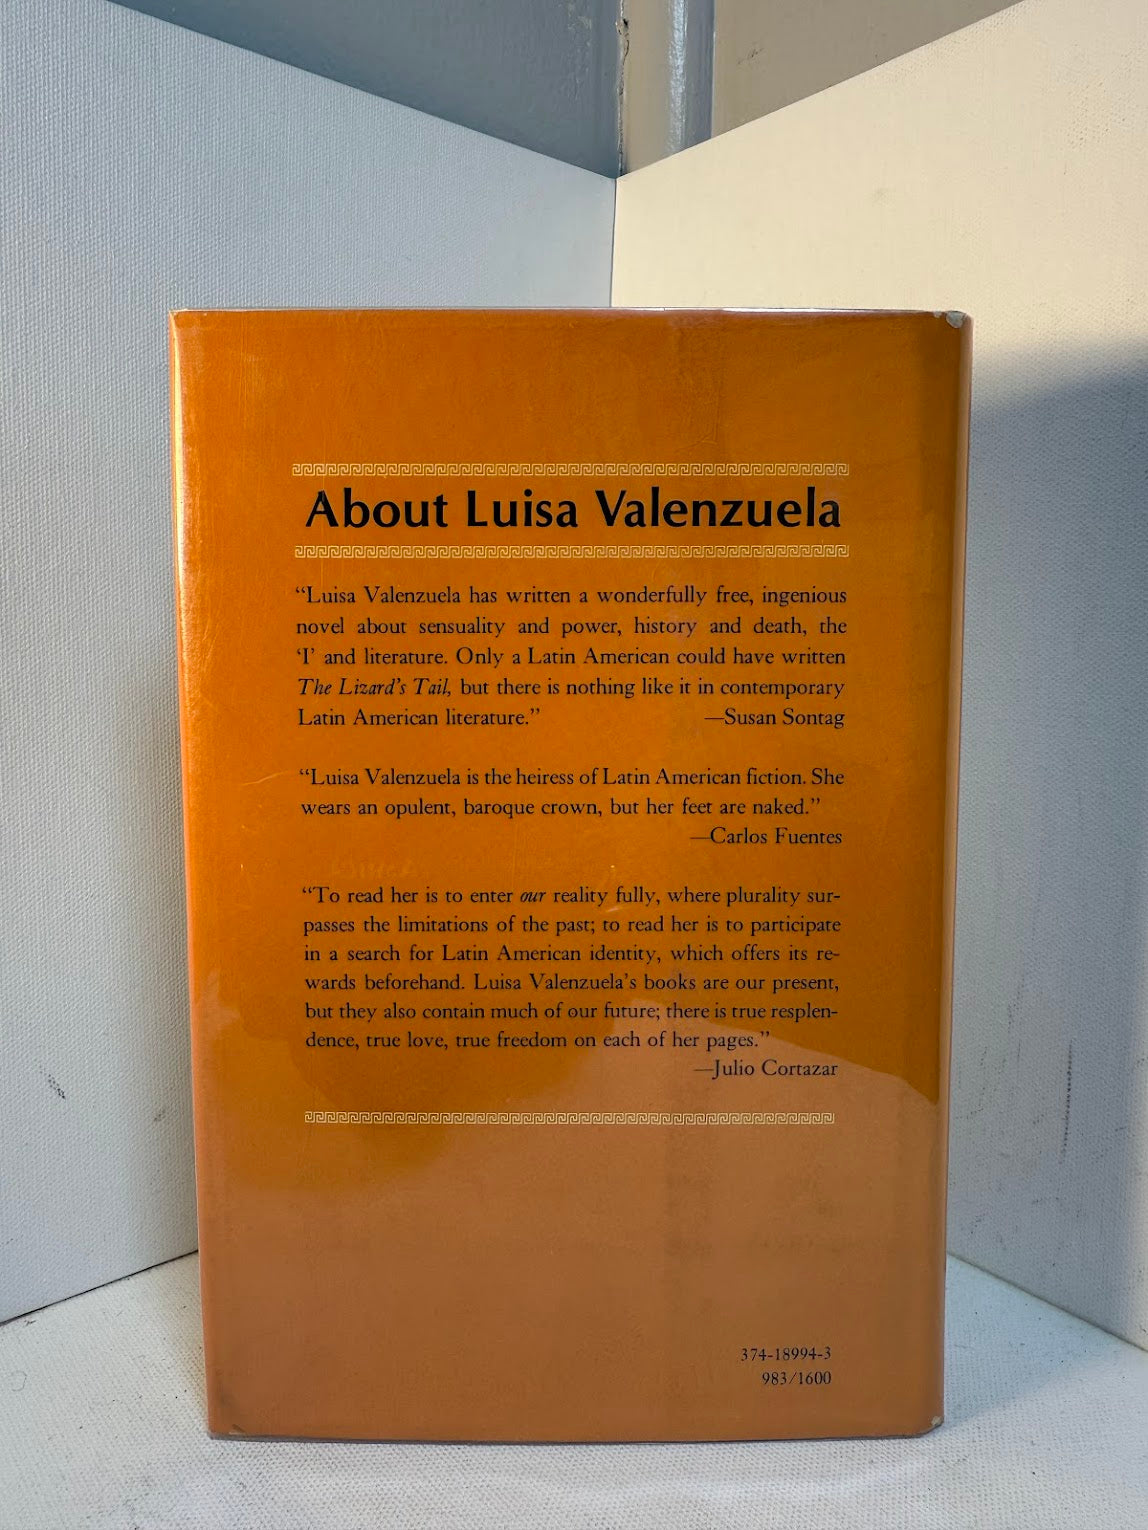 About Luisa Valenzuela
“Luisa Valenzuela has written a wonderfully free, ingenious
novel about sensuality and power, history and death, the
‘I’ and literature. Only a Latin American could have written
The Lizard’s Tail, but there is nothing like it in contemporary
Latin American literature.” —Susan Sontag
“Luisa Valenzuela is the heiress of Latin American fiction. She
wears an opulent, baroque crown, but her feet are naked.”
—Carlos Fuentes
“To read her is to enter our reality fully, where plurality sur-
passes the limitations of the past; to read her is to participate
in a search for Latin American identity, which offers its re-
wards beforehand. Luisa Valenzuela’s books are our present,
but they also contain much of our future; there is true resplen-
dence, true love, true freedom on each of her pages.”
—Julio Cortazar
374-18994-3
983/1600